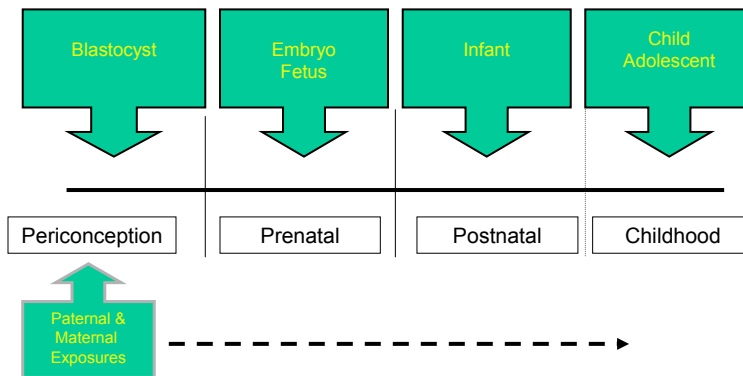 Blastocyst
Embryo
Fetus
Infant
Child
Adolescent
Periconception
Prenatal
Postnatal
Childhood
Paternal &
Maternal
Exposures